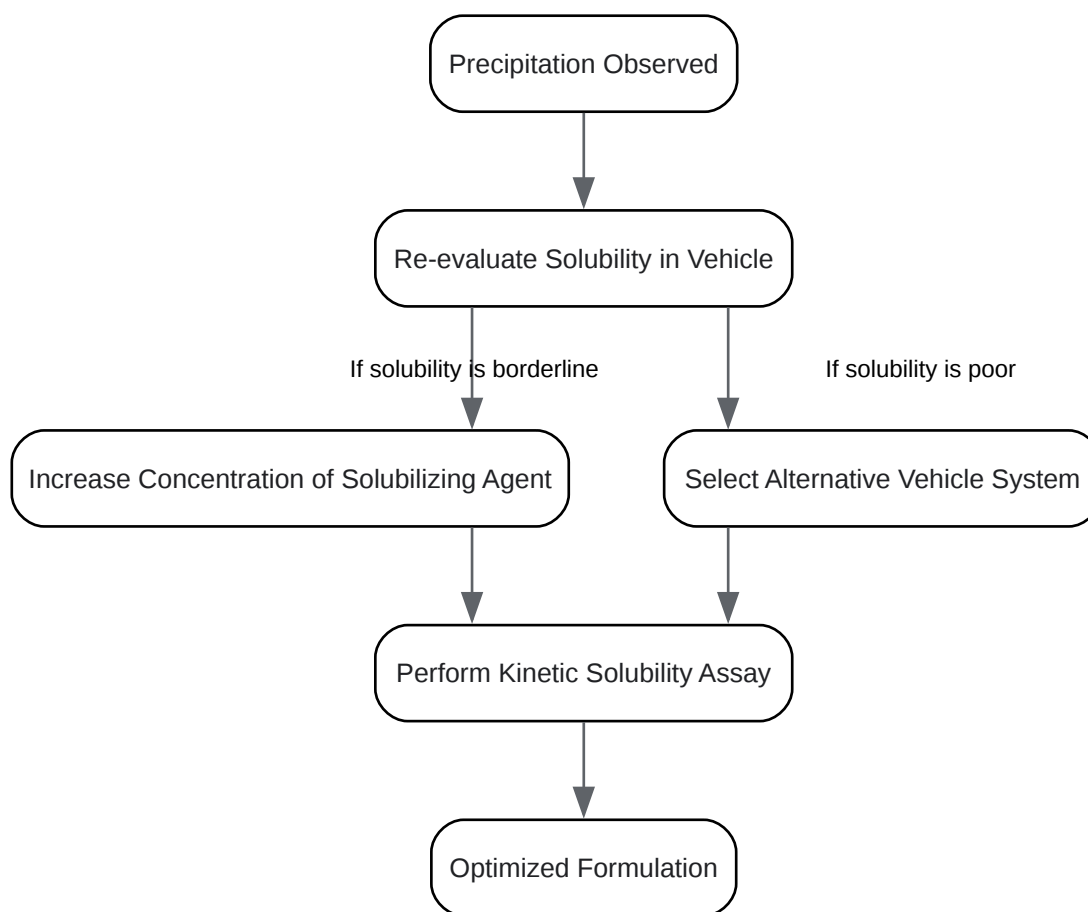 Precipitation Observed
Re-evaluate Solubility in Vehicle
If solubility is borderline
If solubility is poor
Increase Concentration of Solubilizing Agent
Select Alternative Vehicle System
Perform Kinetic Solubility Assay
Optimized Formulation